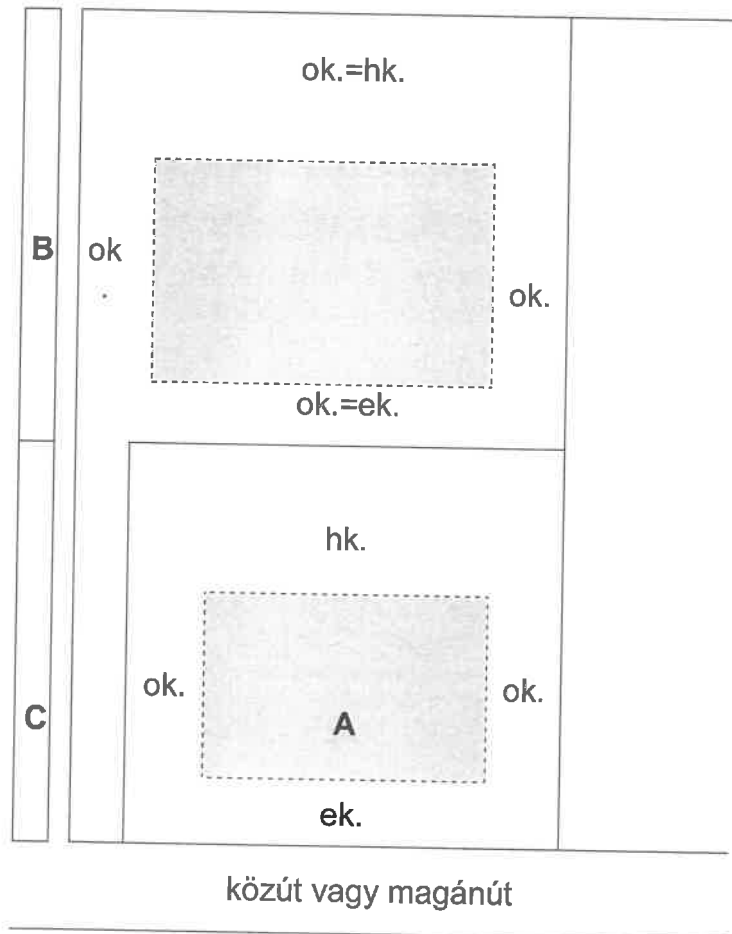 ok.=hk.
B
ok
ok.
ok.=ek.
hk.
ok.
ok.
C
A
ek.
közút vagy magánút